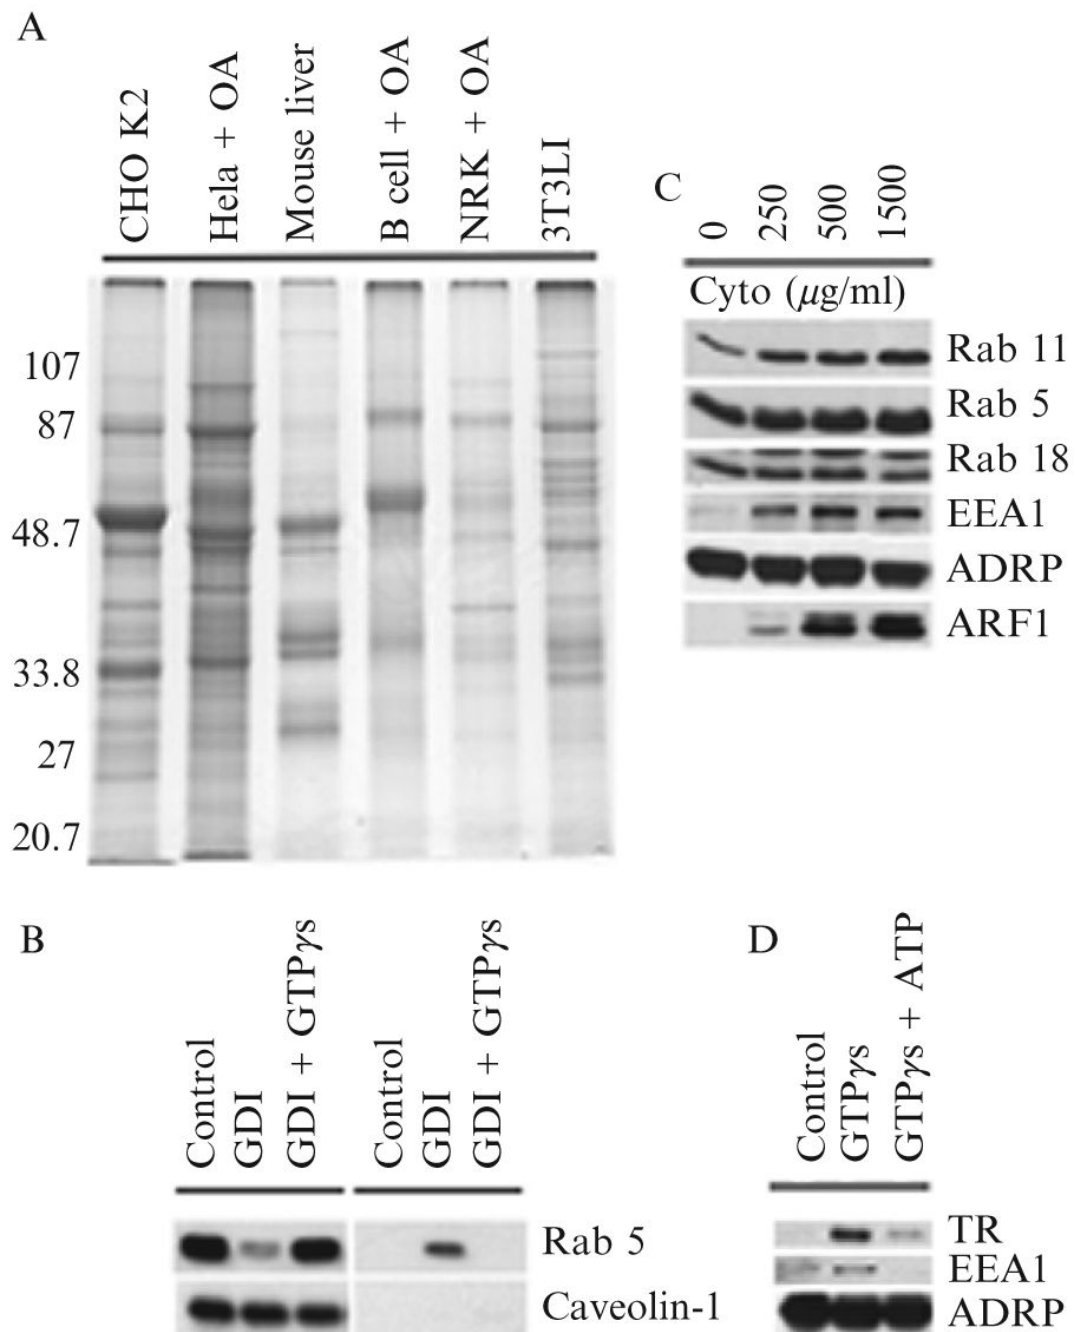 A
CHO K2
Hela + OA
Mouse liver
B cell + OA
NRK + OA
3T3LI
107
87
48.7
33.8
27
20.7
C
0
250
500
1500
Cyto (μg/ml)
Rab 11
Rab 5
Rab 18
EEA1
ADRP
ARF1
B
Control
GDI
GDI + GTPγs
Control
GDI
GDI + GTPγs
Rab 5
Caveolin-1
D
Control
GTPγs
GTPγs + ATP
TR
EEA1
ADRP